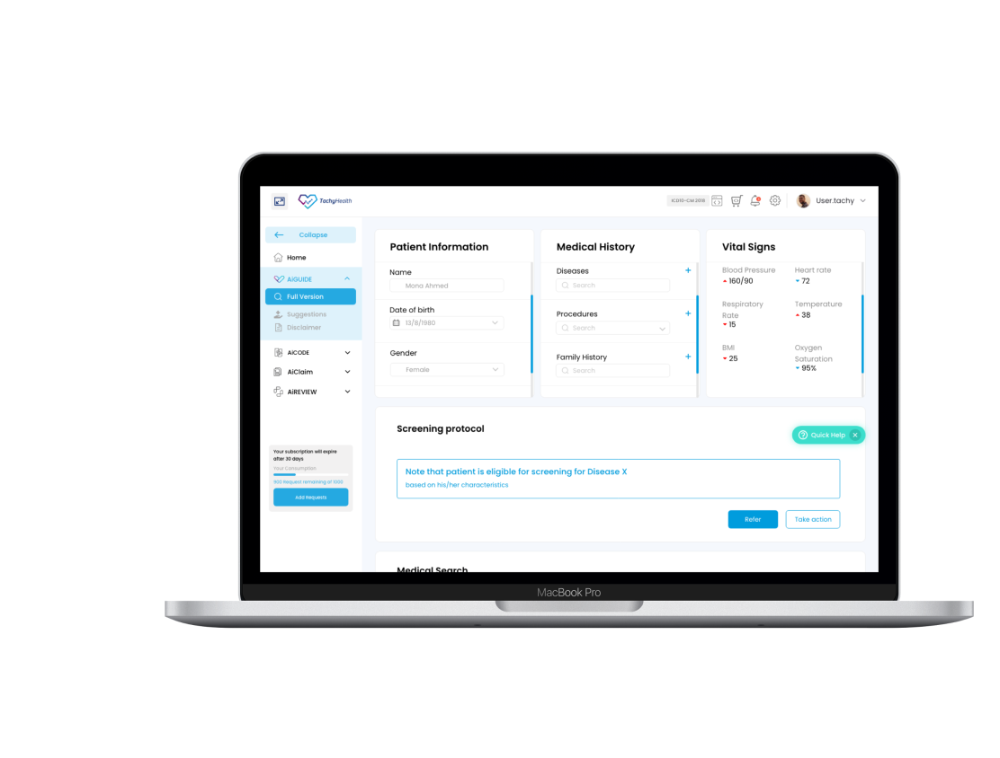 TachyHealth
ICD10-CM 2018
User.tachy
Collapse
Home
AiGUIDE
Full Version
Suggestions
Disclaimer
AiCODE
AiClaim
AiREVIEW
Your subscription will expire
after 30 days
Your Consumption
900 Request remaining of 1000
Add Requests
Patient Information
Name
Mona Ahmed
Date of birth
13/8/1980
Gender
Female
Medical History
Diseases
Search
Procedures
Search
Family History
Search
Vital Signs
Blood Pressure
160/90
Heart rate
72
Respiratory
Rate
15
Temperature
38
BMI
25
Oxygen
Saturation
95%
Screening protocol
Quick Help
Note that patient is eligible for screening for Disease X
based on his/her characteristics
Refer
Take action
Medical Search
MacBook Pro